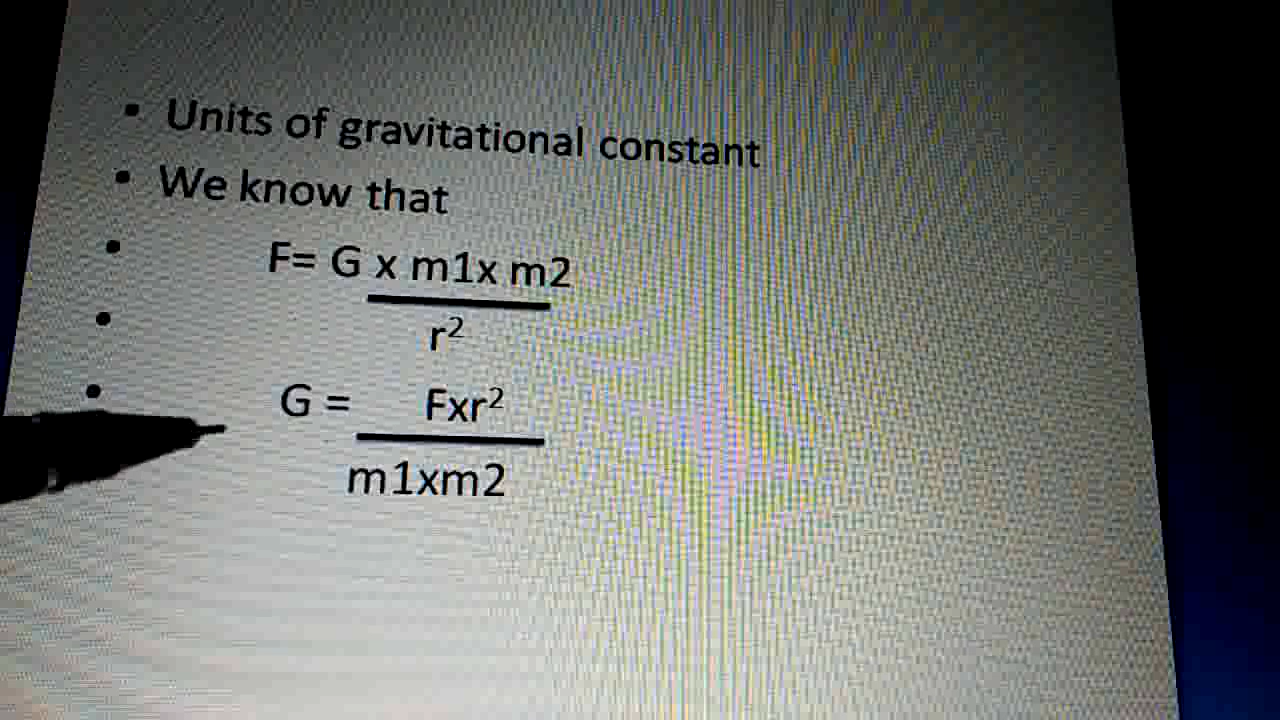 • Units of gravitational constant
• We know that
• F= G x m1x m2
• r²
• G = Fxr²
m1xm2